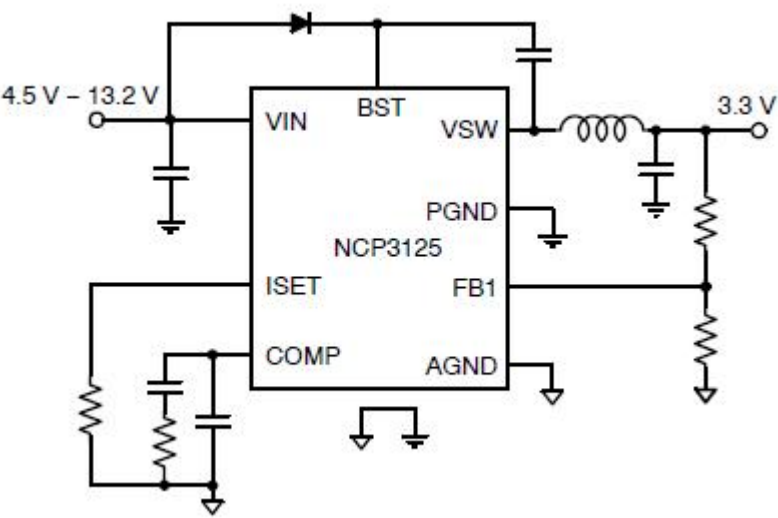 4.5 V – 13.2 V
3.3 V
VIN
BST
VSW
PGND
NCP3125
ISET
FB1
COMP
AGND